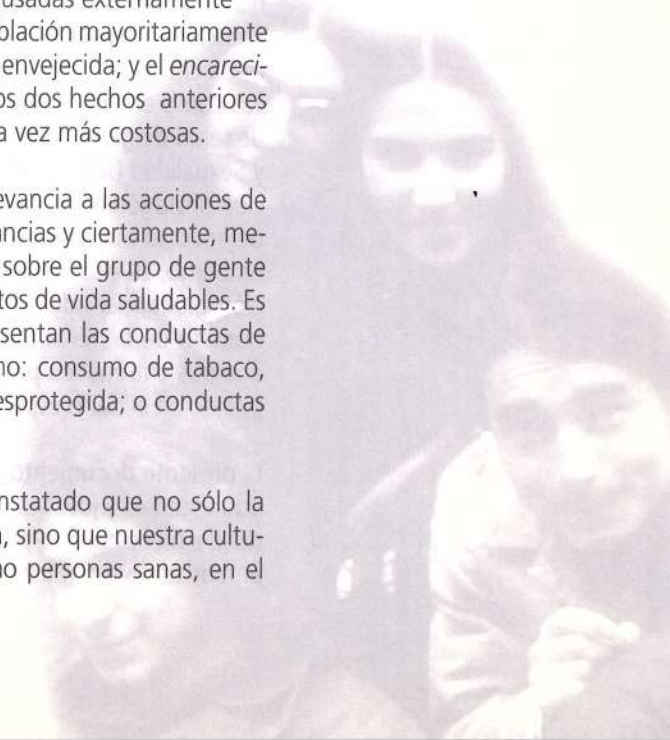 usadas externamente
blación mayoritariamente
envejecida; y el encareci-
os dos hechos anteriores
a vez más costosas.
evancia a las acciones de
ancias y ciertamente, me-
sobre el grupo de gente
tos de vida saludables. Es
sentan las conductas de
no: consumo de tabaco,
esprotegida; o conductas
nstatado que no sólo la
, sino que nuestra cultu-
no personas sanas, en el